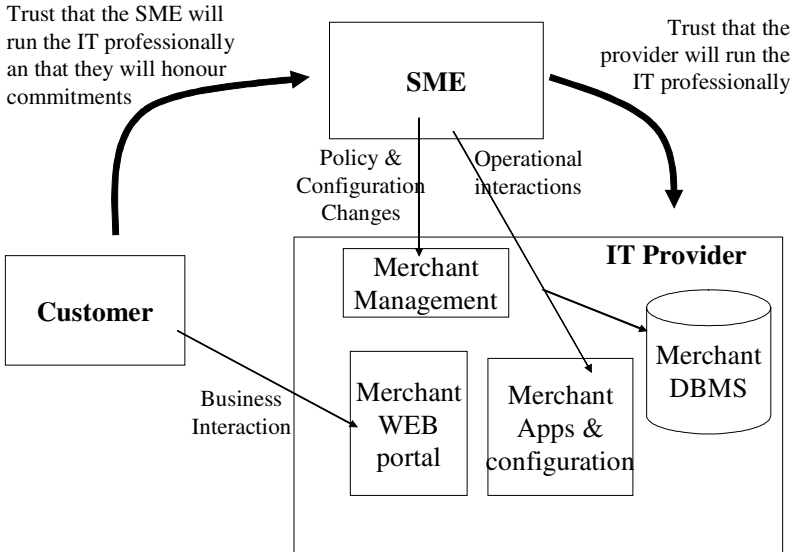 Trust that the SME will
run the IT professionally
an that they will honour
commitments
SME
Trust that the
provider will run the
IT professionally
Policy &
Configuration
Changes
Operational
interactions
IT Provider
Merchant
Management
Customer
Merchant
DBMS
Business
Interaction
Merchant
WEB
portal
Merchant
Apps &
configuration